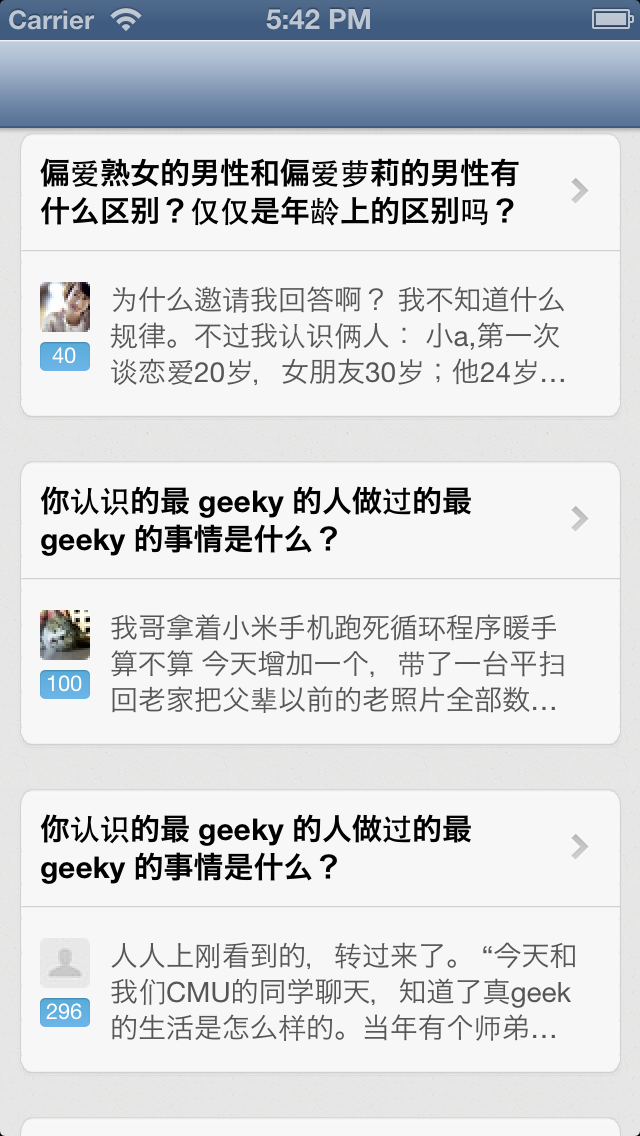 Carrier 5:42 PM
偏爱熟女的男性和偏爱萝莉的男性有
什么区别？仅仅是年龄上的区别吗？
为什么邀请我回答啊？ 我不知道什么
规律。不过我认识俩人： 小a,第一次
40
谈恋爱20岁，女朋友30岁；他24岁...
你认识的最 geeky 的人做过的最
geeky 的事情是什么？
我哥拿着小米手机跑死循环程序暖手
算不算 今天增加一个，带了一台平扫
100
回老家把父辈以前的老照片全部数...
你认识的最 geeky 的人做过的最
geeky 的事情是什么？
人人上刚看到的，转过来了。 “今天和
我们CMU的同学聊天，知道了真geek
296
的生活是怎么样的。当年有个师弟...